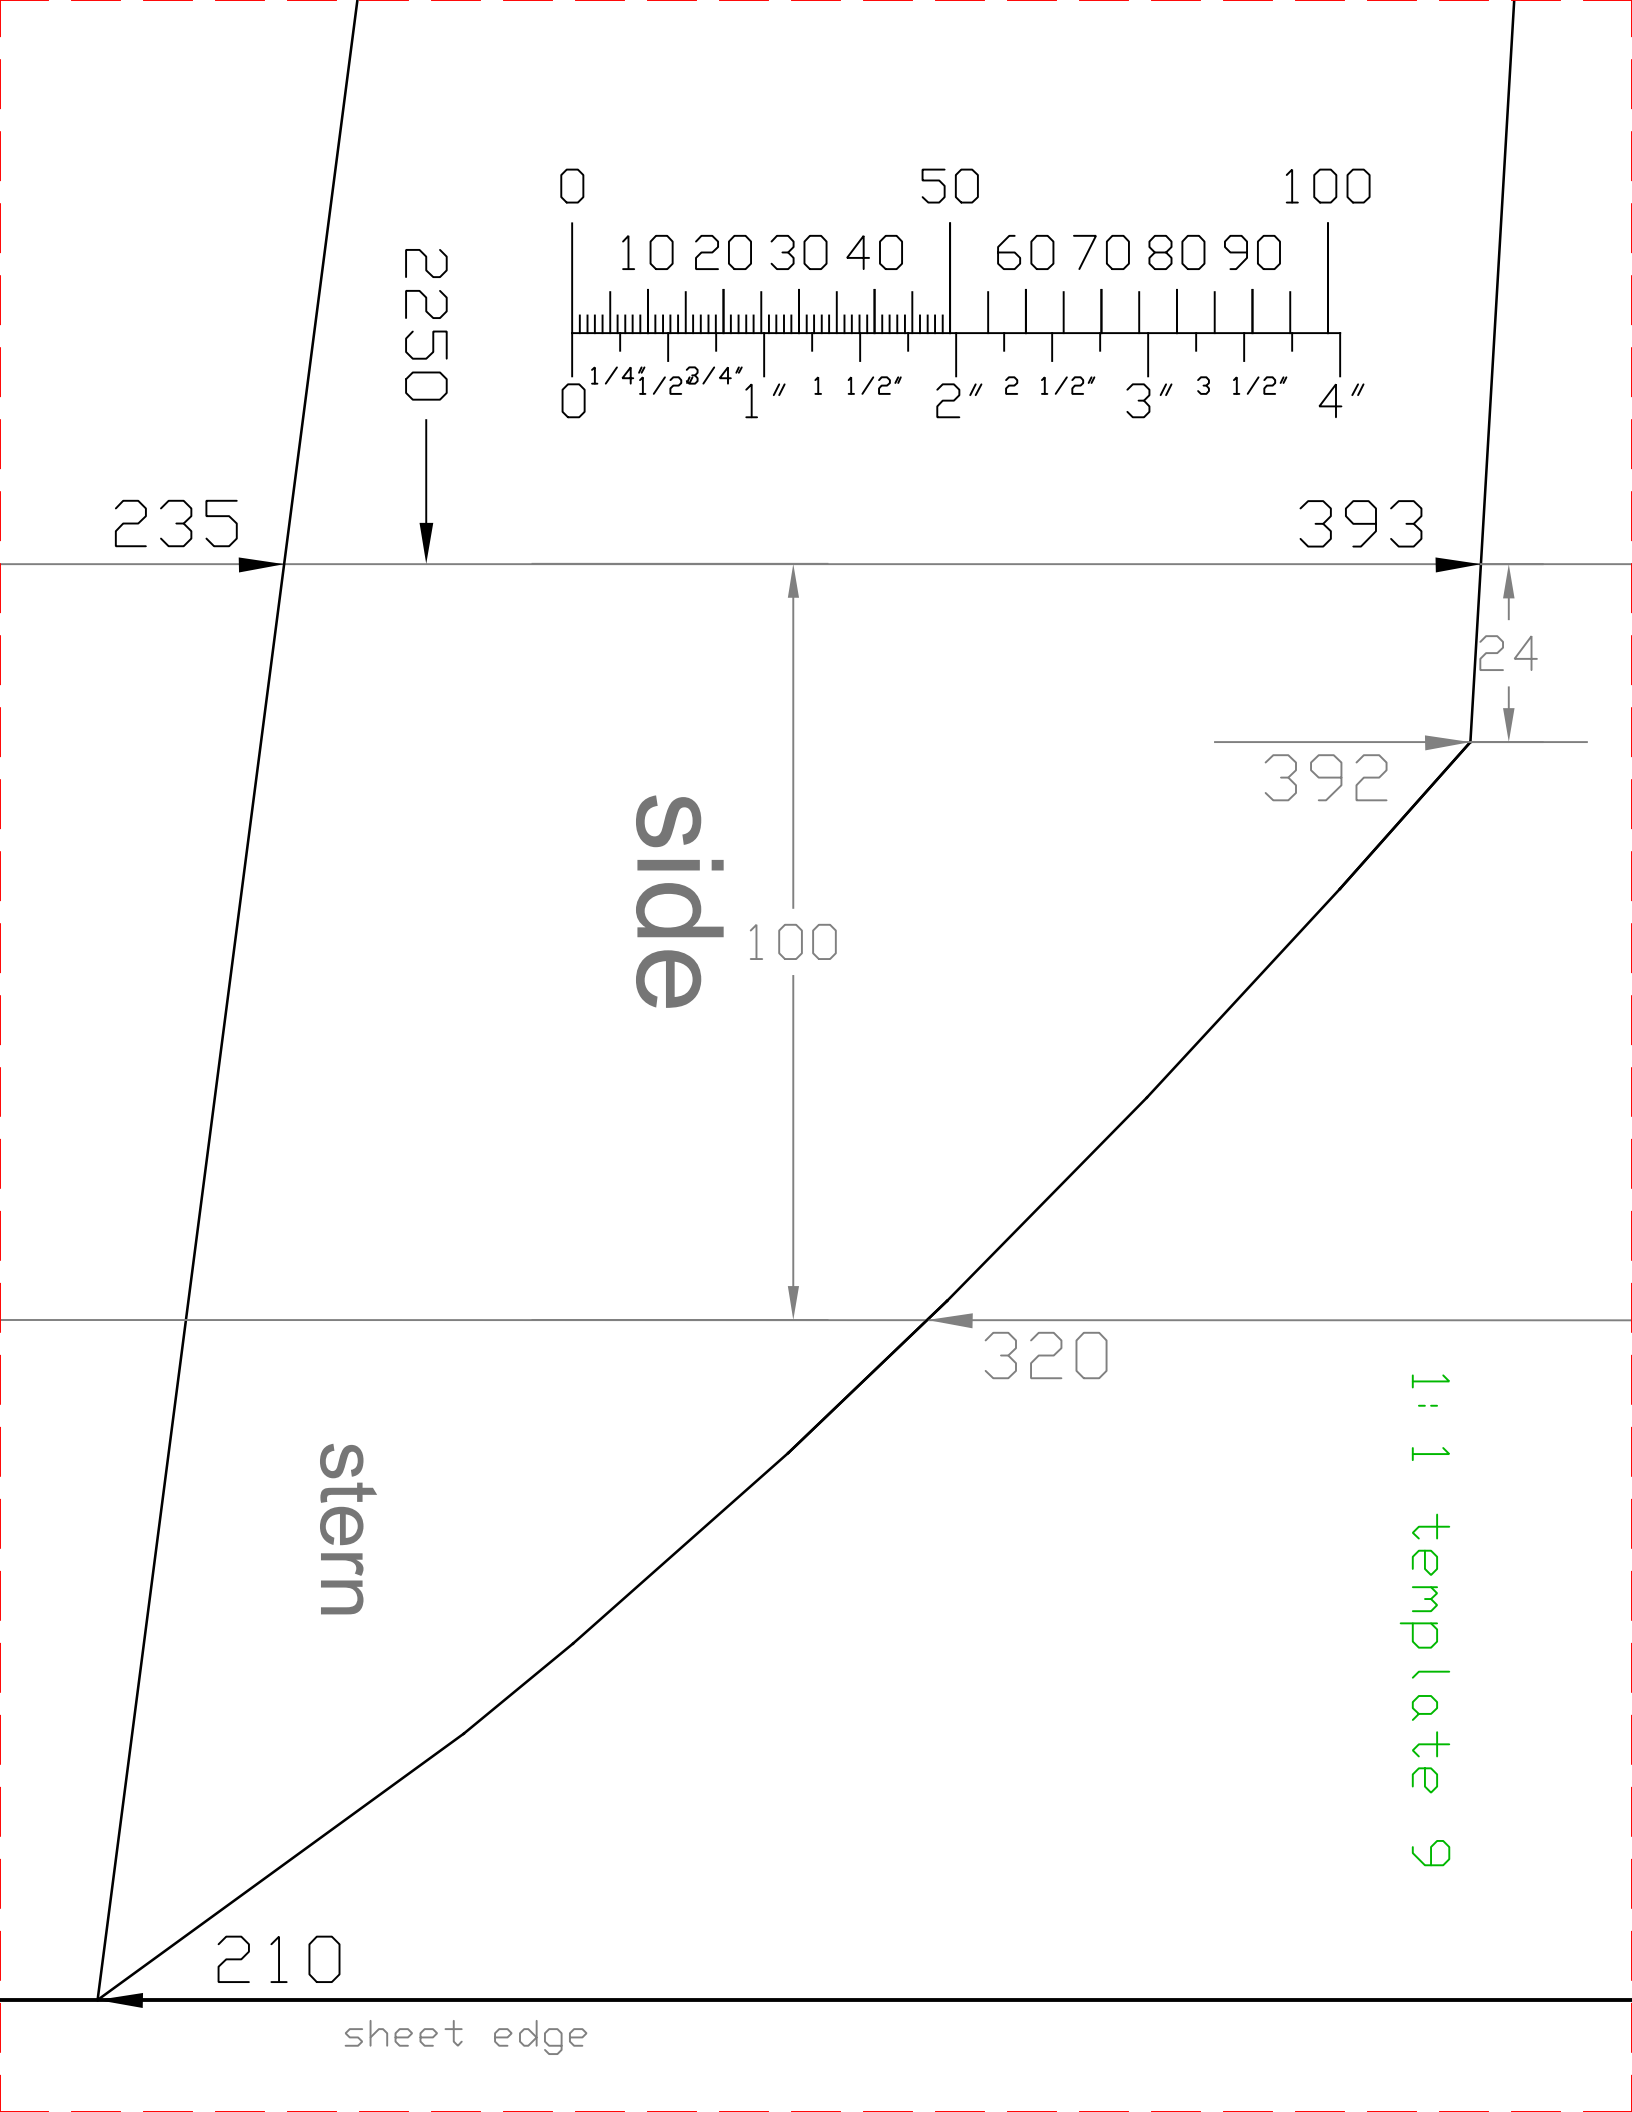 0 50 100
10 20 30 40 60 70 80 90
1/4" 1/2" 3/4" 1 1/2" 2 1/2" 3 1/2"
0 1" 2" 3" 4"
2250
235
393
24
392
side
100
320
stern
1:1 template 9
210
sheet edge